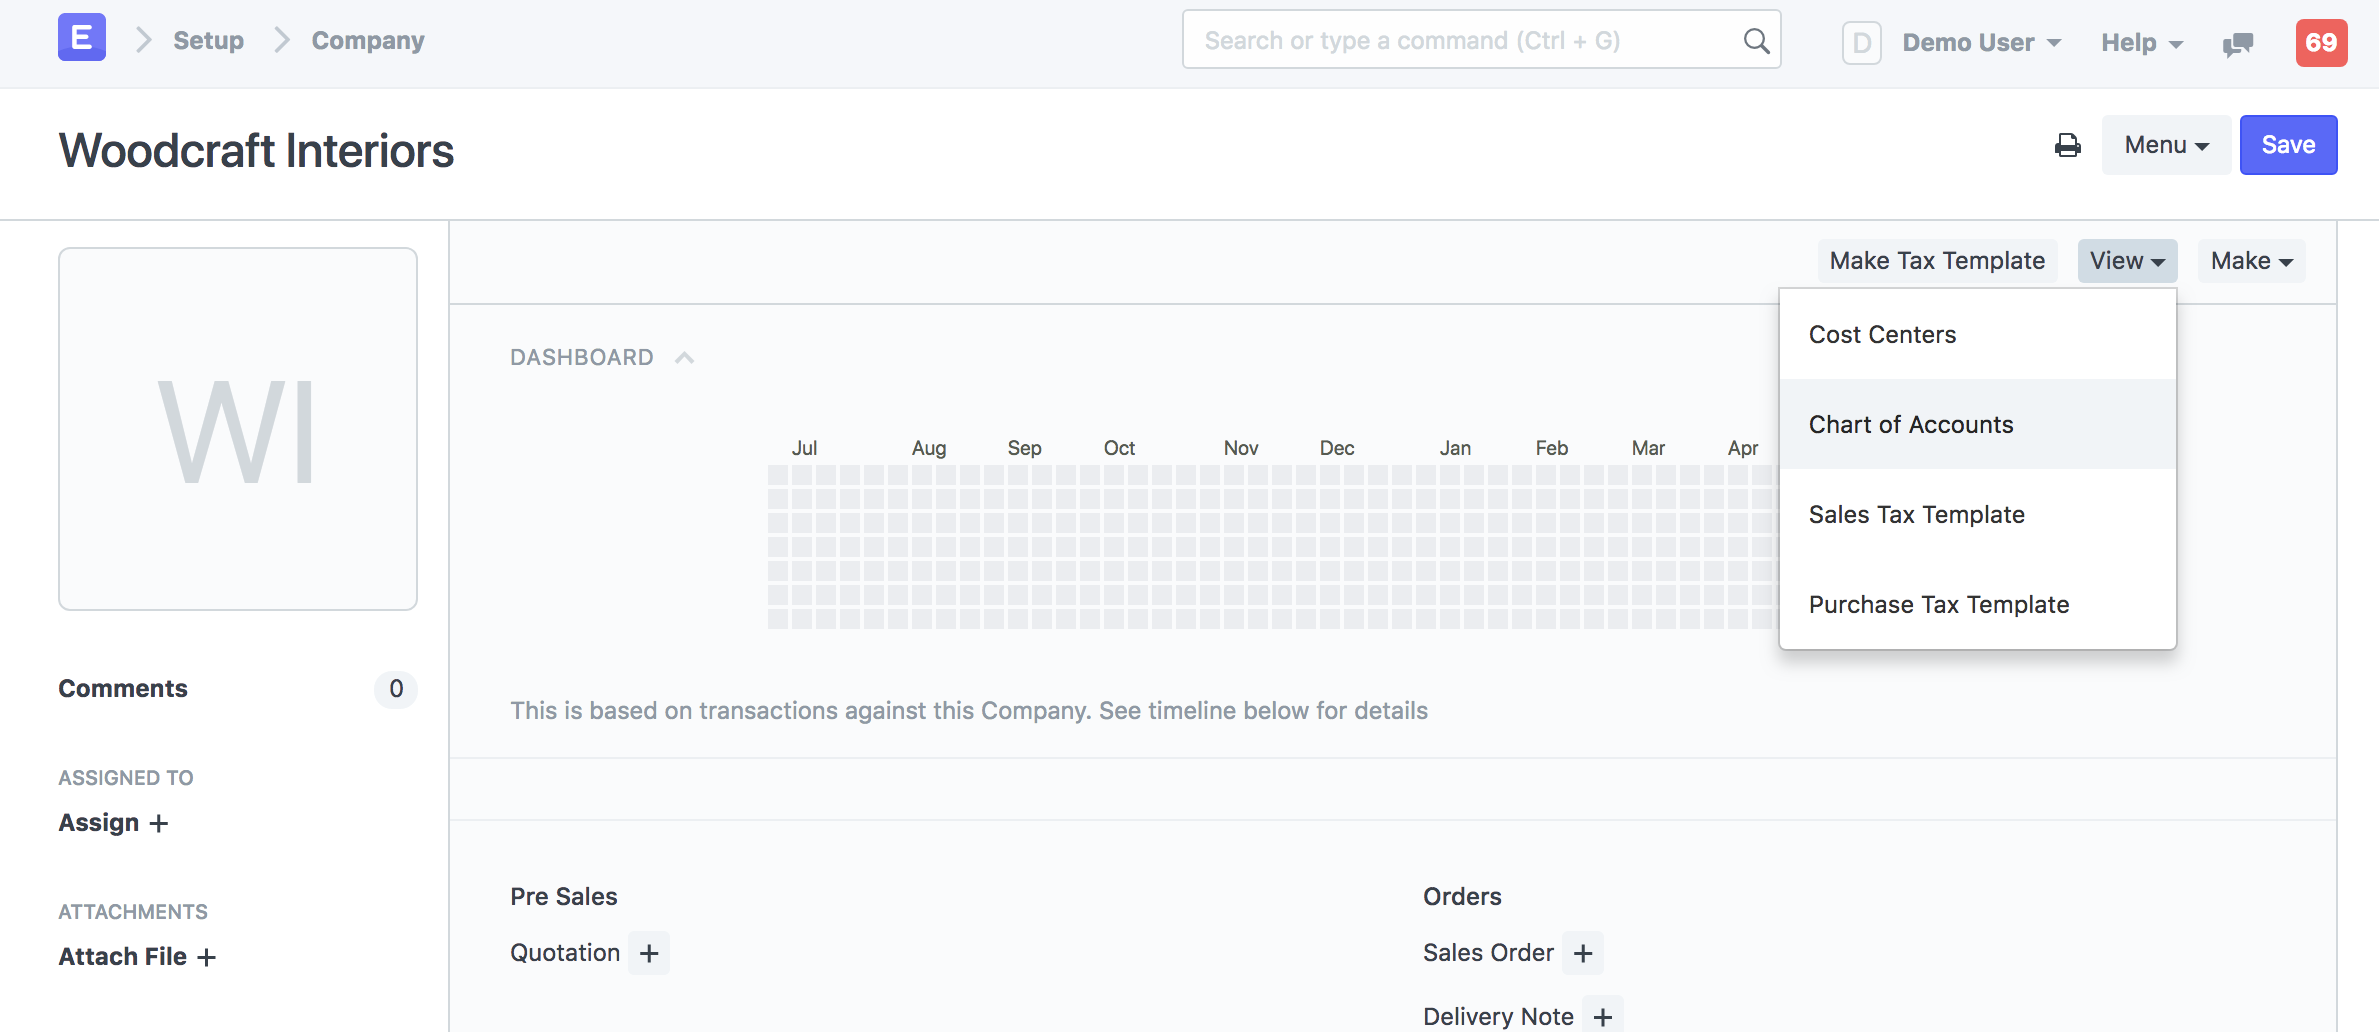 E Setup Company Search or type a command (Ctrl + G) D Demo User Help 69
Woodcraft Interiors Menu Save
Make Tax Template View Make
WI
Cost Centers
Chart of Accounts
Sales Tax Template
Purchase Tax Template
DASHBOARD
Jul Aug Sep Oct Nov Dec Jan Feb Mar Apr
This is based on transactions against this Company. See timeline below for details
Comments 0
ASSIGNED TO
Assign +
ATTACHMENTS
Attach File +
Pre Sales
Quotation +
Orders
Sales Order +
Delivery Note +